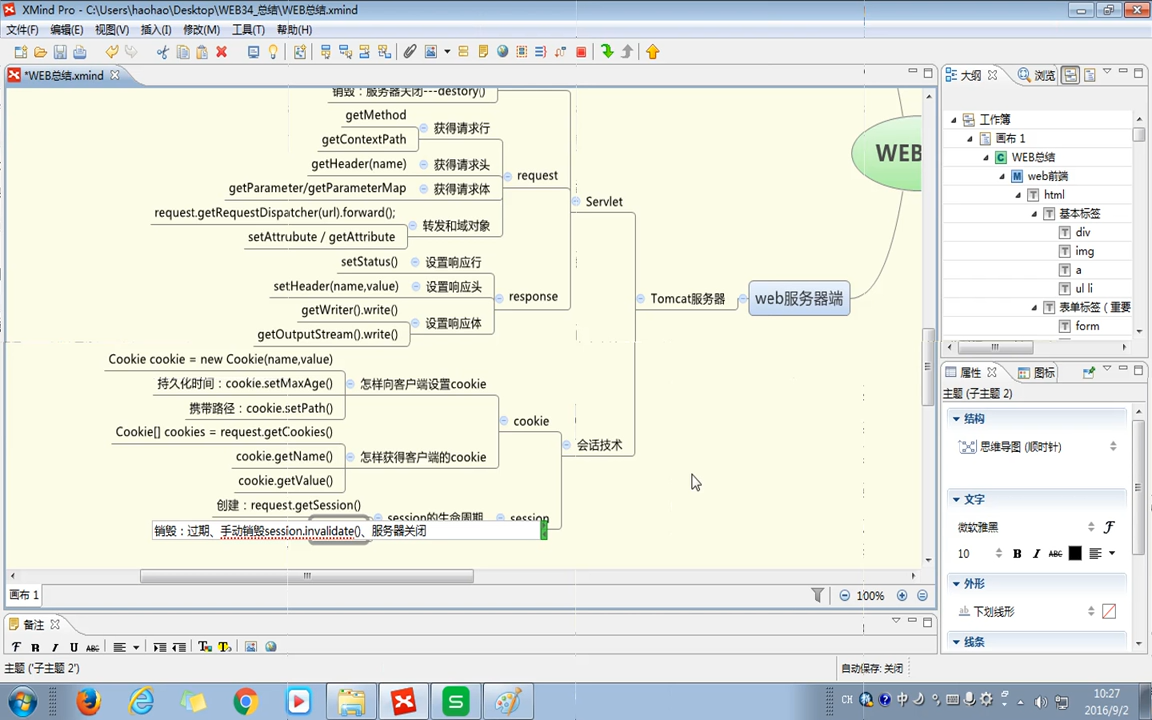 XMind Pro - C:\Users\haohao\Desktop\WEB34_总结\WEB总结.xmind
文件(F) 编辑(E) 视图(V) 插入(I) 修改(M) 工具(T) 帮助(H)
*WEB总结.xmind
销毁：服务器关闭---destory()
getMethod
获得请求行
getContextPath
getHeader(name) 获得请求头
request
getParameter/getParameterMap 获得请求体
Servlet
request.getRequestDispatcher(url).forward();
转发和域对象
setAttrubute / getAttribute
setStatus() 设置响应行
setHeader(name,value) 设置响应头
response
getWriter().write()
设置响应体
getOutputStream().write()
Tomcat服务器
web服务器端
WEB
Cookie cookie = new Cookie(name,value)
持久化时间：cookie.setMaxAge() 怎样向客户端设置cookie
携带路径：cookie.setPath()
cookie
Cookie[] cookies = request.getCookies()
cookie.getName() 怎样获得客户端的cookie
cookie.getValue()
会话技术
创建：request.getSession()
session的生命周期 session
销毁：过期、手动销毁session.invalidate()、服务器关闭
画布 1
100%
备注
主题 ('子主题 2')
自动保存: 关闭
大纲 浏览
工作簿
画布 1
WEB总结
web前端
html
基本标签
div
img
a
ul li
表单标签（重要
form
属性 图标
主题 (子主题 2)
结构
思维导图 (顺时针)
文字
微软雅黑
10 B I ABC
外形
下划线形
线条
B I U ABC
CH 中
10:27
2016/9/2